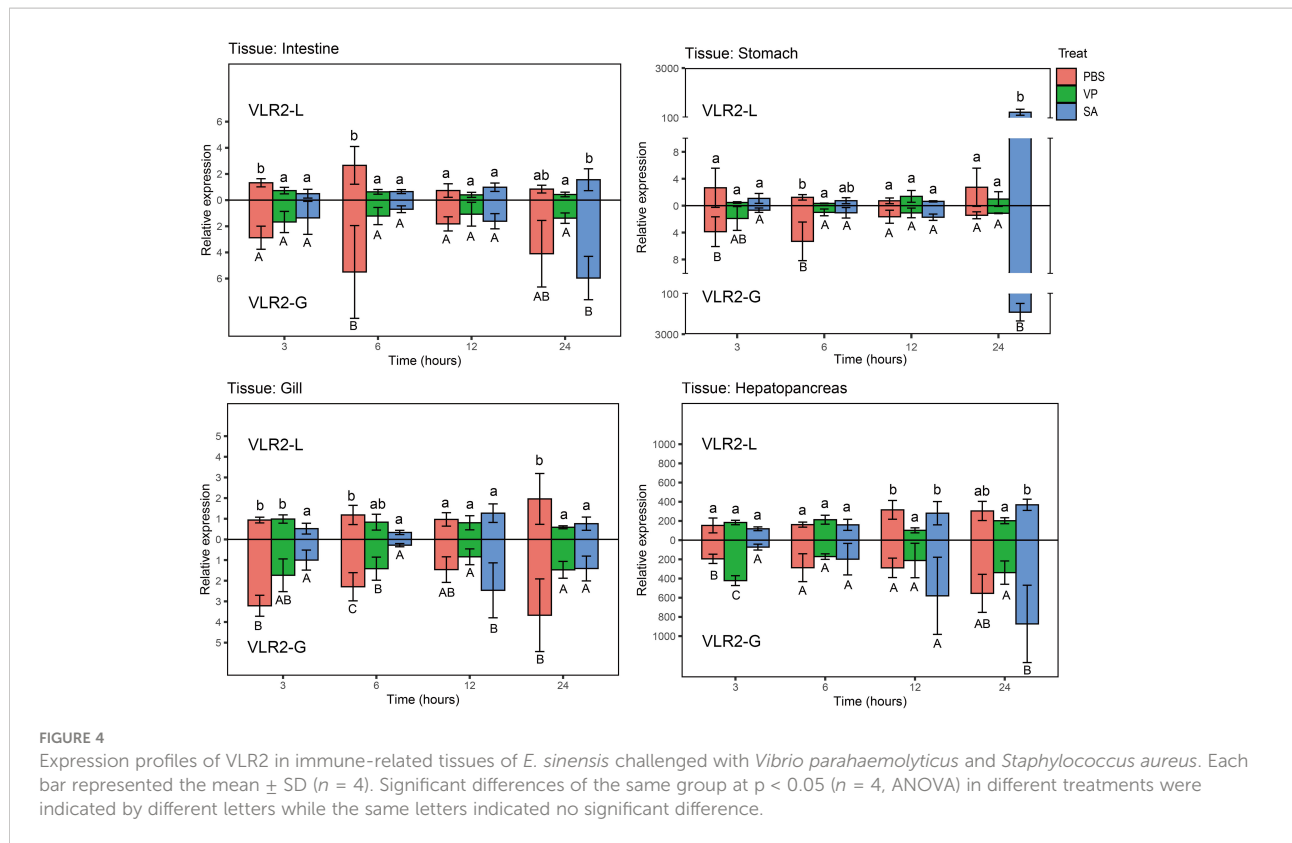 Tissue: Intestine
VLR2-L
VLR2-G
Relative expression
6
4
2
0
2
4
6
b a a
b a a
a a a
ab a b
A A A
B A A
A A A
AB A B
3 6 12 24
Time (hours)
Tissue: Stomach
VLR2-L
VLR2-G
Relative expression
3000
100
8
4
0
4
8
100
3000
a a a
b a ab
a a a
a a b
B AB A
B A A
A A A
A A B
3 6 12 24
Time (hours)
Treat
PBS
VP
SA
Tissue: Gill
VLR2-L
VLR2-G
Relative expression
5
4
3
2
1
0
1
2
3
4
5
b b a
b ab a
a a a
b a a
B AB A
C B A
AB A B
B A A
3 6 12 24
Time (hours)
Tissue: Hepatopancreas
VLR2-L
VLR2-G
Relative expression
1000
800
600
400
200
0
200
400
600
800
1000
a a a
a a a
b a b
ab a b
B C A
A A A
A A A
AB A B
3 6 12 24
Time (hours)
FIGURE 4
Expression profiles of VLR2 in immune-related tissues of E. sinensis challenged with Vibrio parahaemolyticus and Staphylococcus aureus. Each
bar represented the mean ± SD (n = 4). Significant differences of the same group at p < 0.05 (n = 4, ANOVA) in different treatments were
indicated by different letters while the same letters indicated no significant difference.